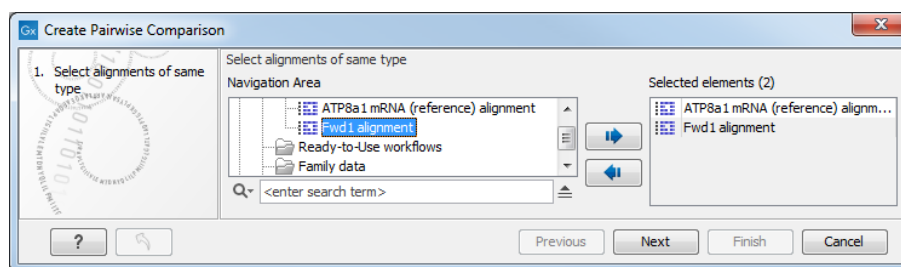 Gx Create Pairwise Comparison
1. Select alignments of same
type
Select alignments of same type
Navigation Area
ATP8a1 mRNA (reference) alignment
Fwd1 alignment
Ready-to-Use workflows
Family data
<enter search term>
Selected elements (2)
ATP8a1 mRNA (reference) alignm...
Fwd1 alignment
?
Previous
Next
Finish
Cancel